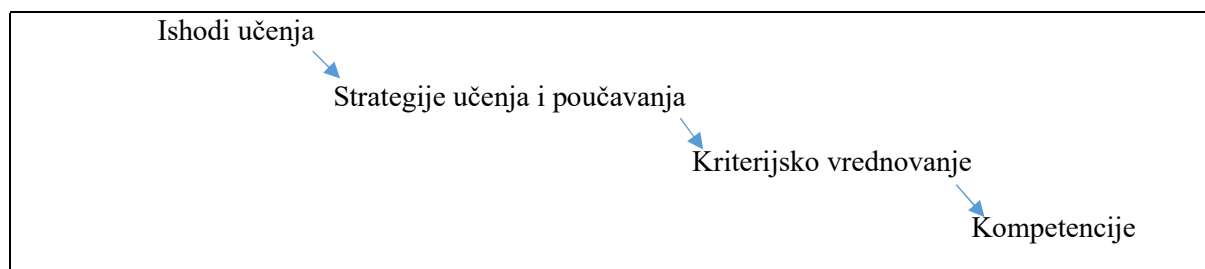 Ishodi učenja
Strategije učenja i poučavanja
Kriterijsko vrednovanje
Kompetencije